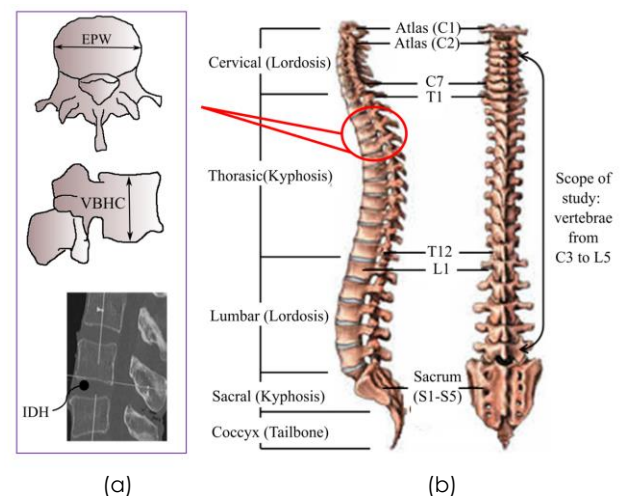 EPW
VBHC
IDH
(a)
Cervical (Lordosis)
Thorasic(Kyphosis)
Lumbar (Lordosis)
Sacral (Kyphosis)
Coccyx (Tailbone)
Atlas (C1)
Atlas (C2)
C7
T1
T12
L1
Sacrum
(S1-S5)
Scope of
study:
vertebrae
from
C3 to L5
(b)